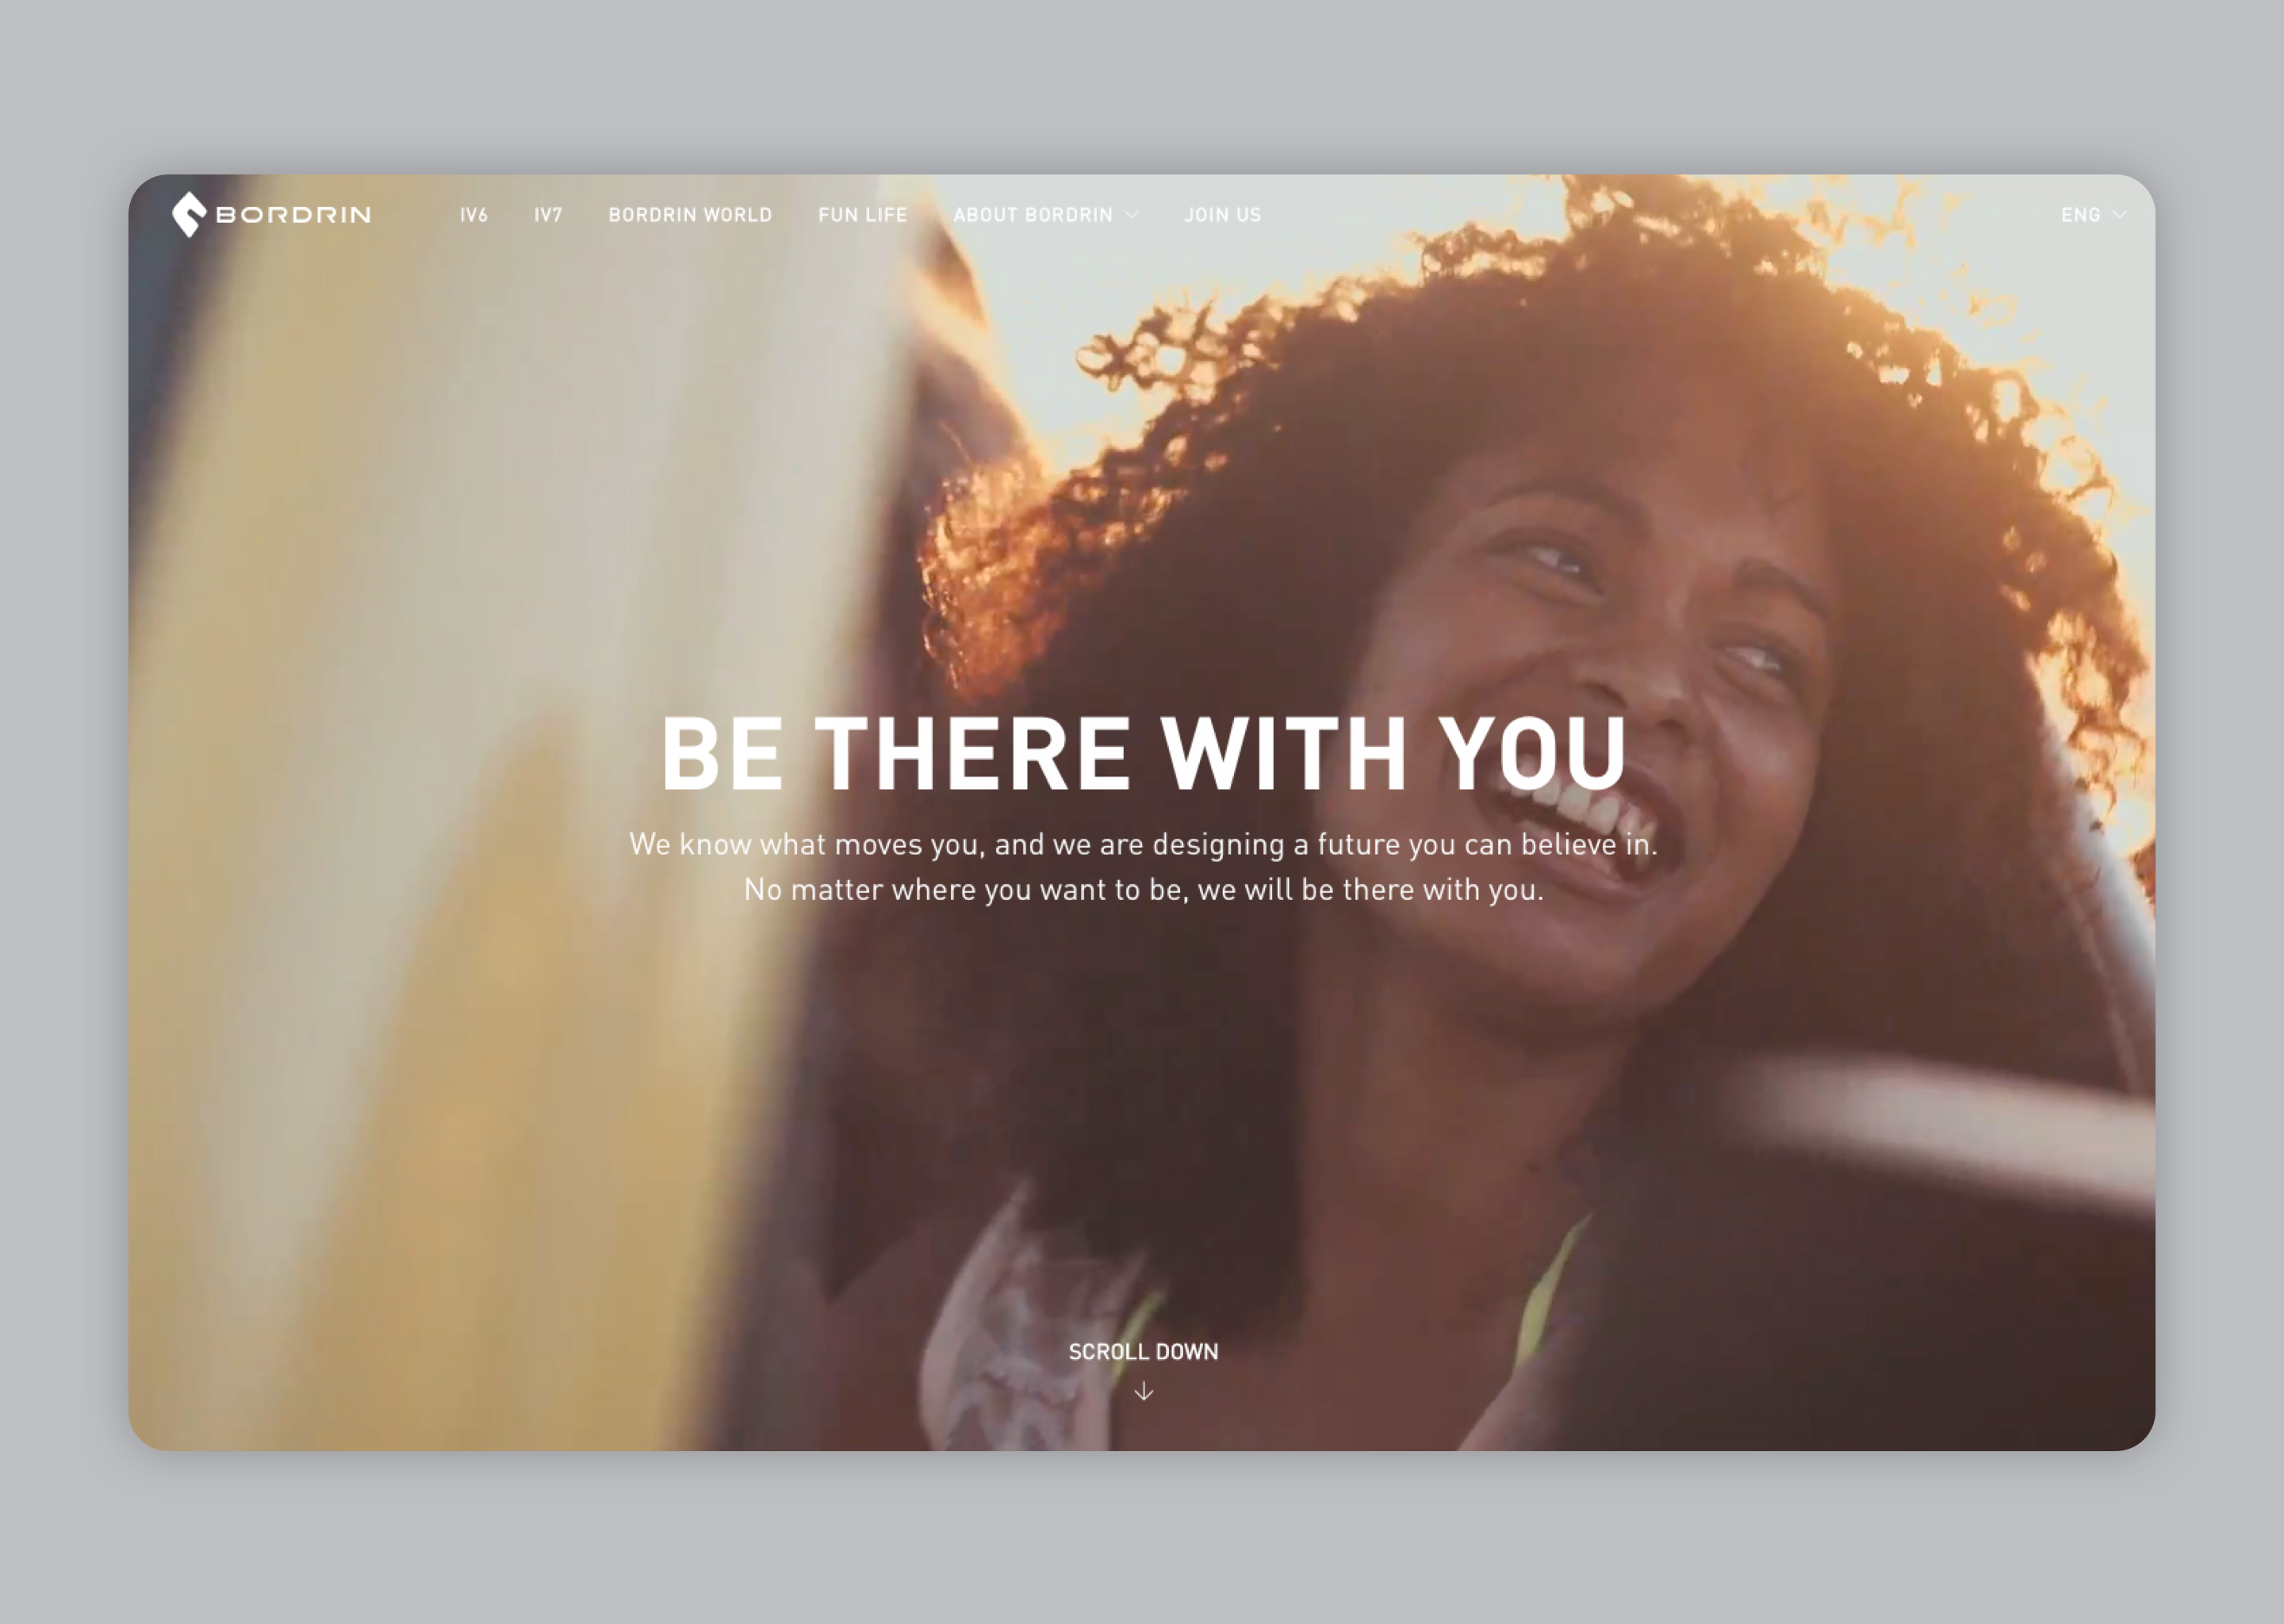 BORDRIN
IV6
IV7
BORDRIN WORLD
FUN LIFE
ABOUT BORDRIN
JOIN US
ENG
BE THERE WITH YOU
We know what moves you, and we are designing a future you can believe in.
No matter where you want to be, we will be there with you.
SCROLL DOWN